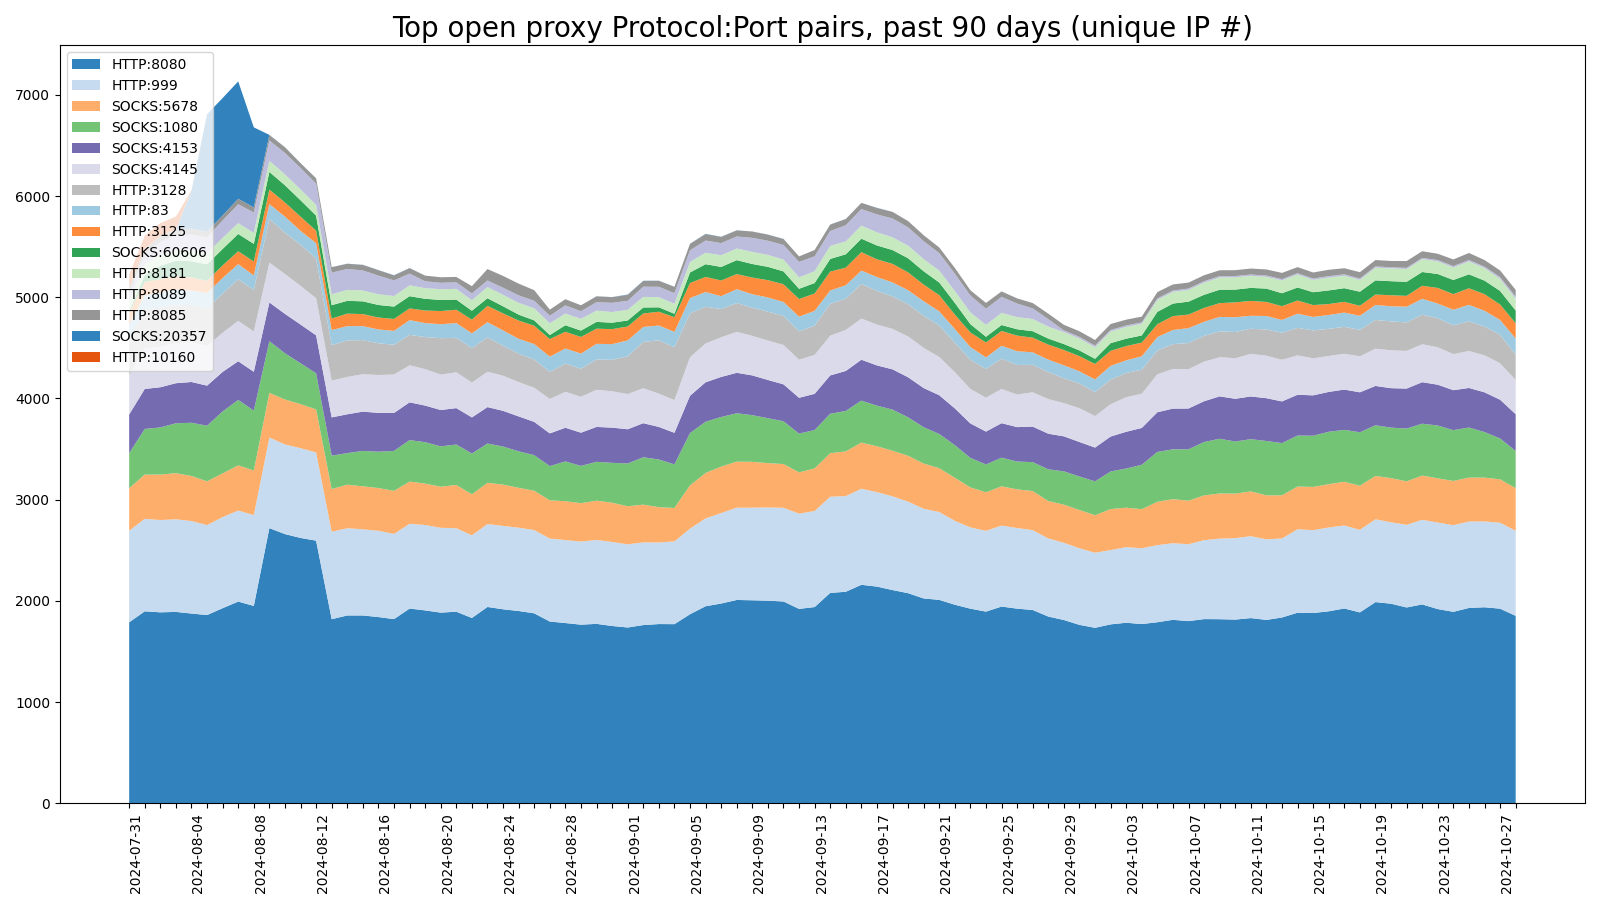 Top open proxy Protocol:Port pairs, past 90 days (unique IP #)
HTTP:8080
HTTP:999
SOCKS:5678
SOCKS:1080
SOCKS:4153
SOCKS:4145
HTTP:3128
HTTP:83
HTTP:3125
SOCKS:60606
HTTP:8181
HTTP:8089
HTTP:8085
SOCKS:20357
HTTP:10160
7000
6000
5000
4000
3000
2000
1000
0
2024-07-31
2024-08-04
2024-08-08
2024-08-12
2024-08-16
2024-08-20
2024-08-24
2024-08-28
2024-09-01
2024-09-05
2024-09-09
2024-09-13
2024-09-17
2024-09-21
2024-09-25
2024-09-29
2024-10-03
2024-10-07
2024-10-11
2024-10-15
2024-10-19
2024-10-23
2024-10-27